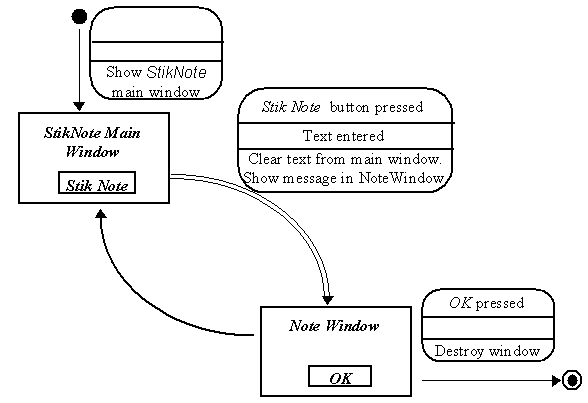 Show StikNote
main window
StikNote Main
Window
Stik Note
Stik Note button pressed
Text entered
Clear text from main window.
Show message in NoteWindow
Note Window
OK
OK pressed
Destroy window